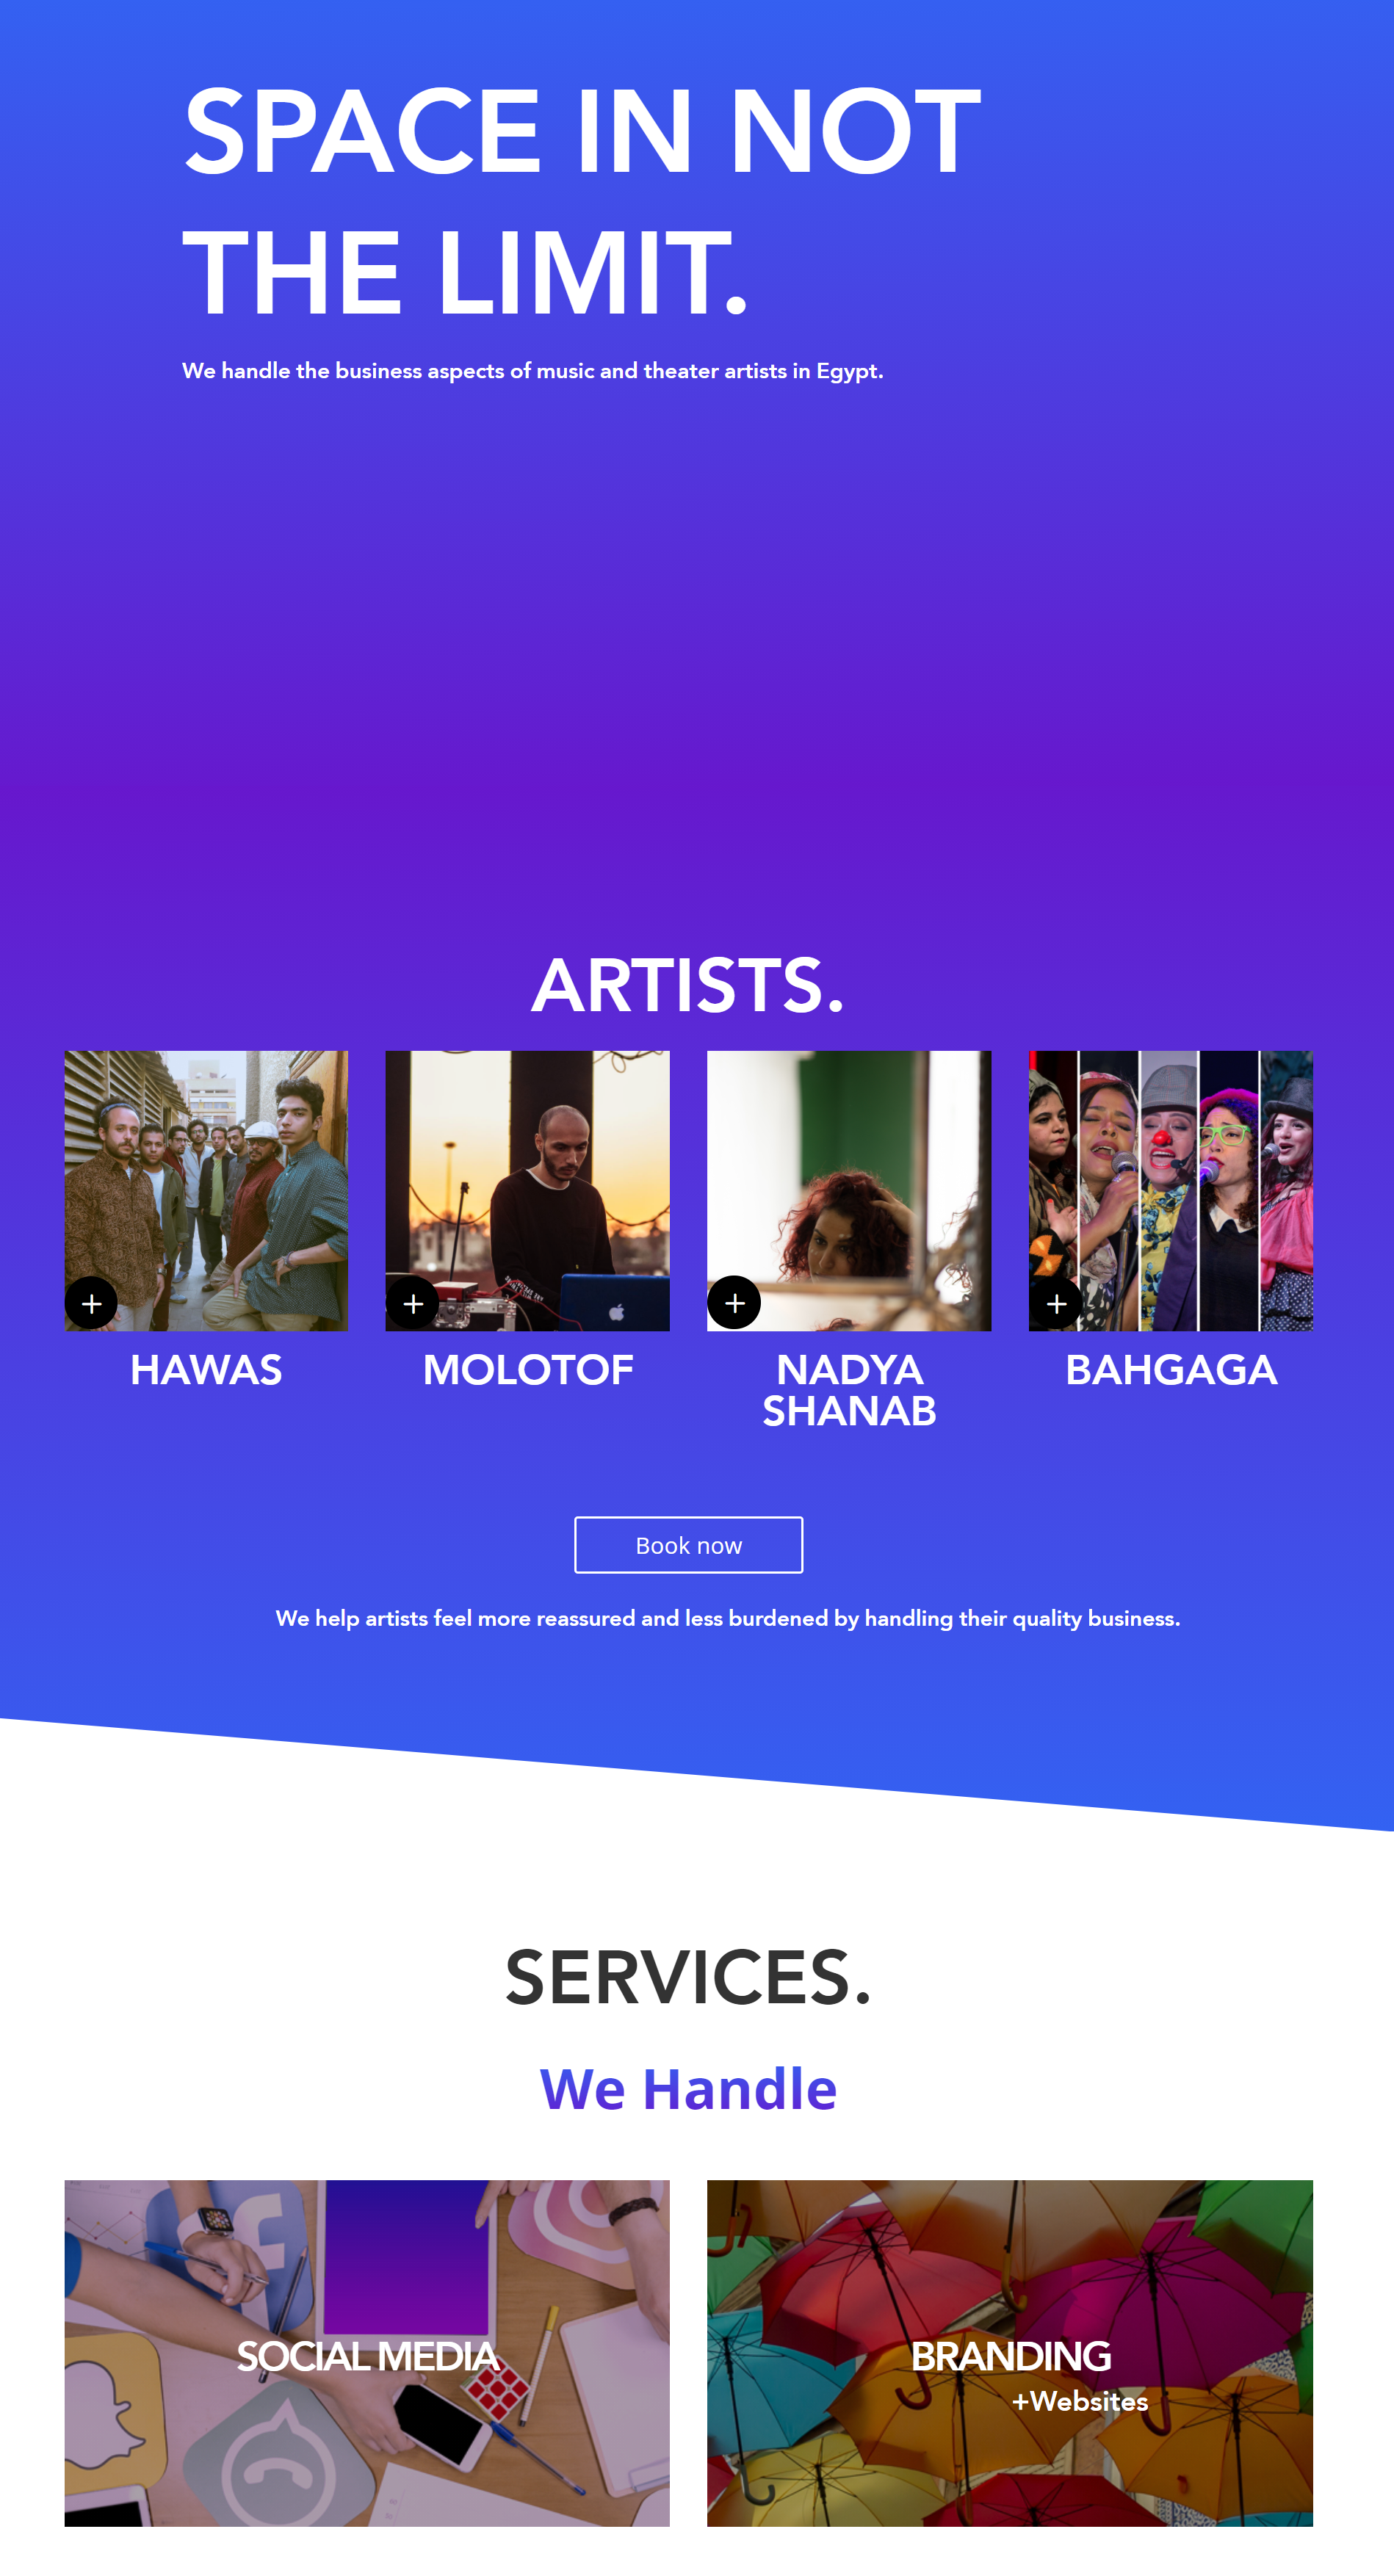 SPACE IN NOT
THE LIMIT.
We handle the business aspects of music and theater artists in Egypt.
ARTISTS.
HAWAS
MOLOTOF
NADYA
SHANAB
BAHGAGA
Book now
We help artists feel more reassured and less burdened by handling their quality business.
SERVICES.
We Handle
SOCIAL MEDIA
BRANDING
+Websites